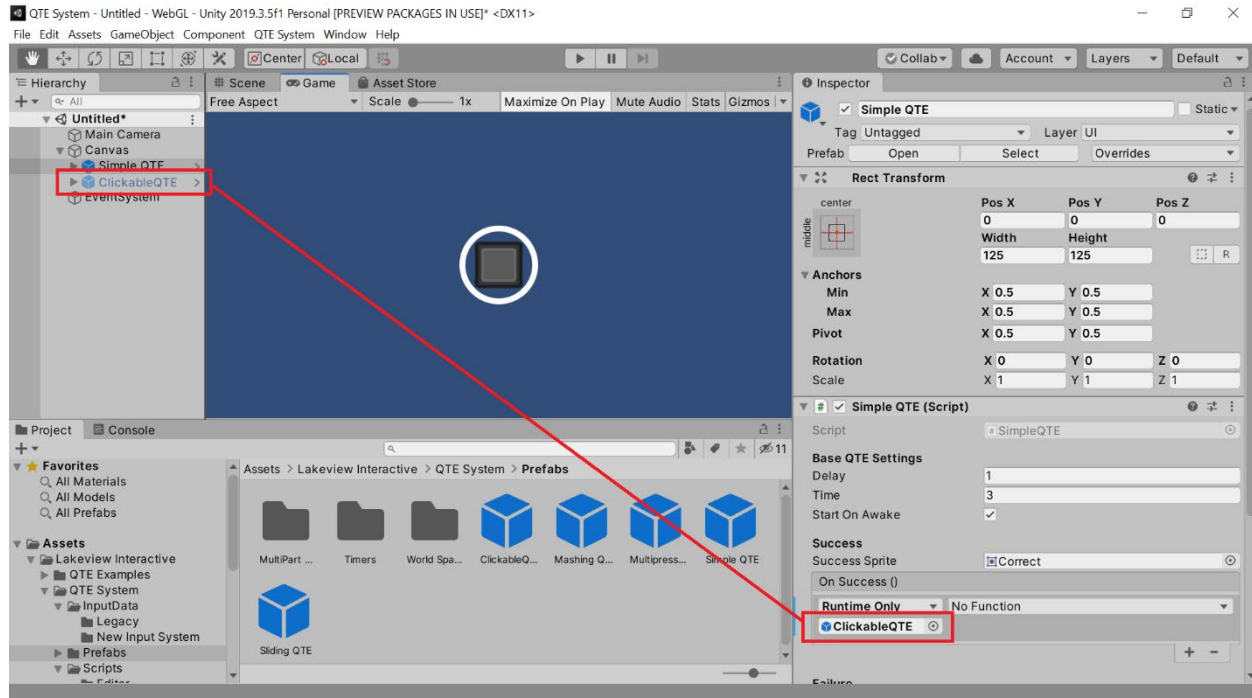 QTE System - Untitled - WebGL - Unity 2019.3.5f1 Personal [PREVIEW PACKAGES IN USE]* <DX11>
File Edit Assets GameObject Component QTE System Window Help
Center Local Collab Account Layers Default
Hierarchy
All
Untitled*
Main Camera
Canvas
Simple QTE
ClickableQTE
EventSystem
# Scene Game Asset Store
Free Aspect Scale 1x Maximize On Play Mute Audio Stats Gizmos
Inspector
Simple QTE Static
Tag Untagged Layer UI
Prefab Open Select Overrides
Rect Transform
center
middle
Pos X Pos Y Pos Z
0 0 0
Width Height
125 125 R
Anchors
Min X 0.5 Y 0.5
Max X 0.5 Y 0.5
Pivot X 0.5 Y 0.5
Rotation X 0 Y 0 Z 0
Scale X 1 Y 1 Z 1
# Simple QTE (Script)
Script # SimpleQTE
Base QTE Settings
Delay 1
Time 3
Start On Awake
Success
Success Sprite Correct
On Success ()
Runtime Only No Function
ClickableQTE
+ -
Failure
Project Console
11
Favorites
All Materials
All Models
All Prefabs
Assets
Lakeview Interactive
QTE Examples
QTE System
InputData
Legacy
New Input System
Prefabs
Scripts
Editor
Assets > Lakeview Interactive > QTE System > Prefabs
MultiPart ... Timers World Spa... ClickableQ... Mashing Q... Multipress... Simple QTE
Sliding QTE